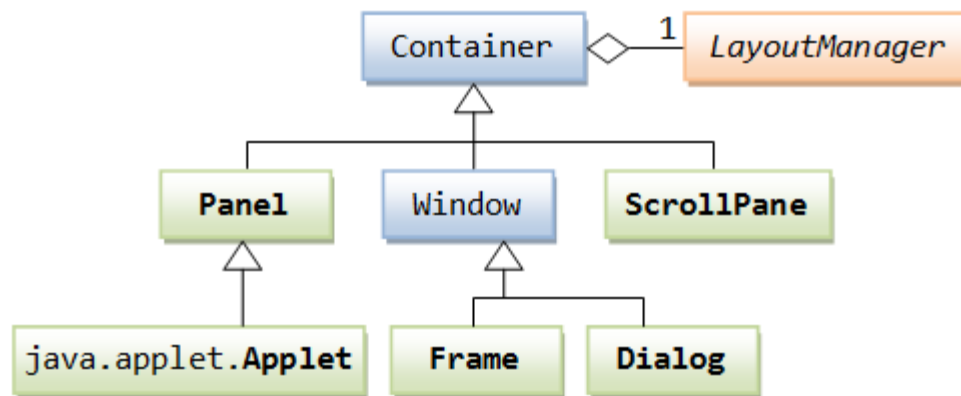 Container
1
LayoutManager
Panel
Window
ScrollPane
java.applet.Applet
Frame
Dialog